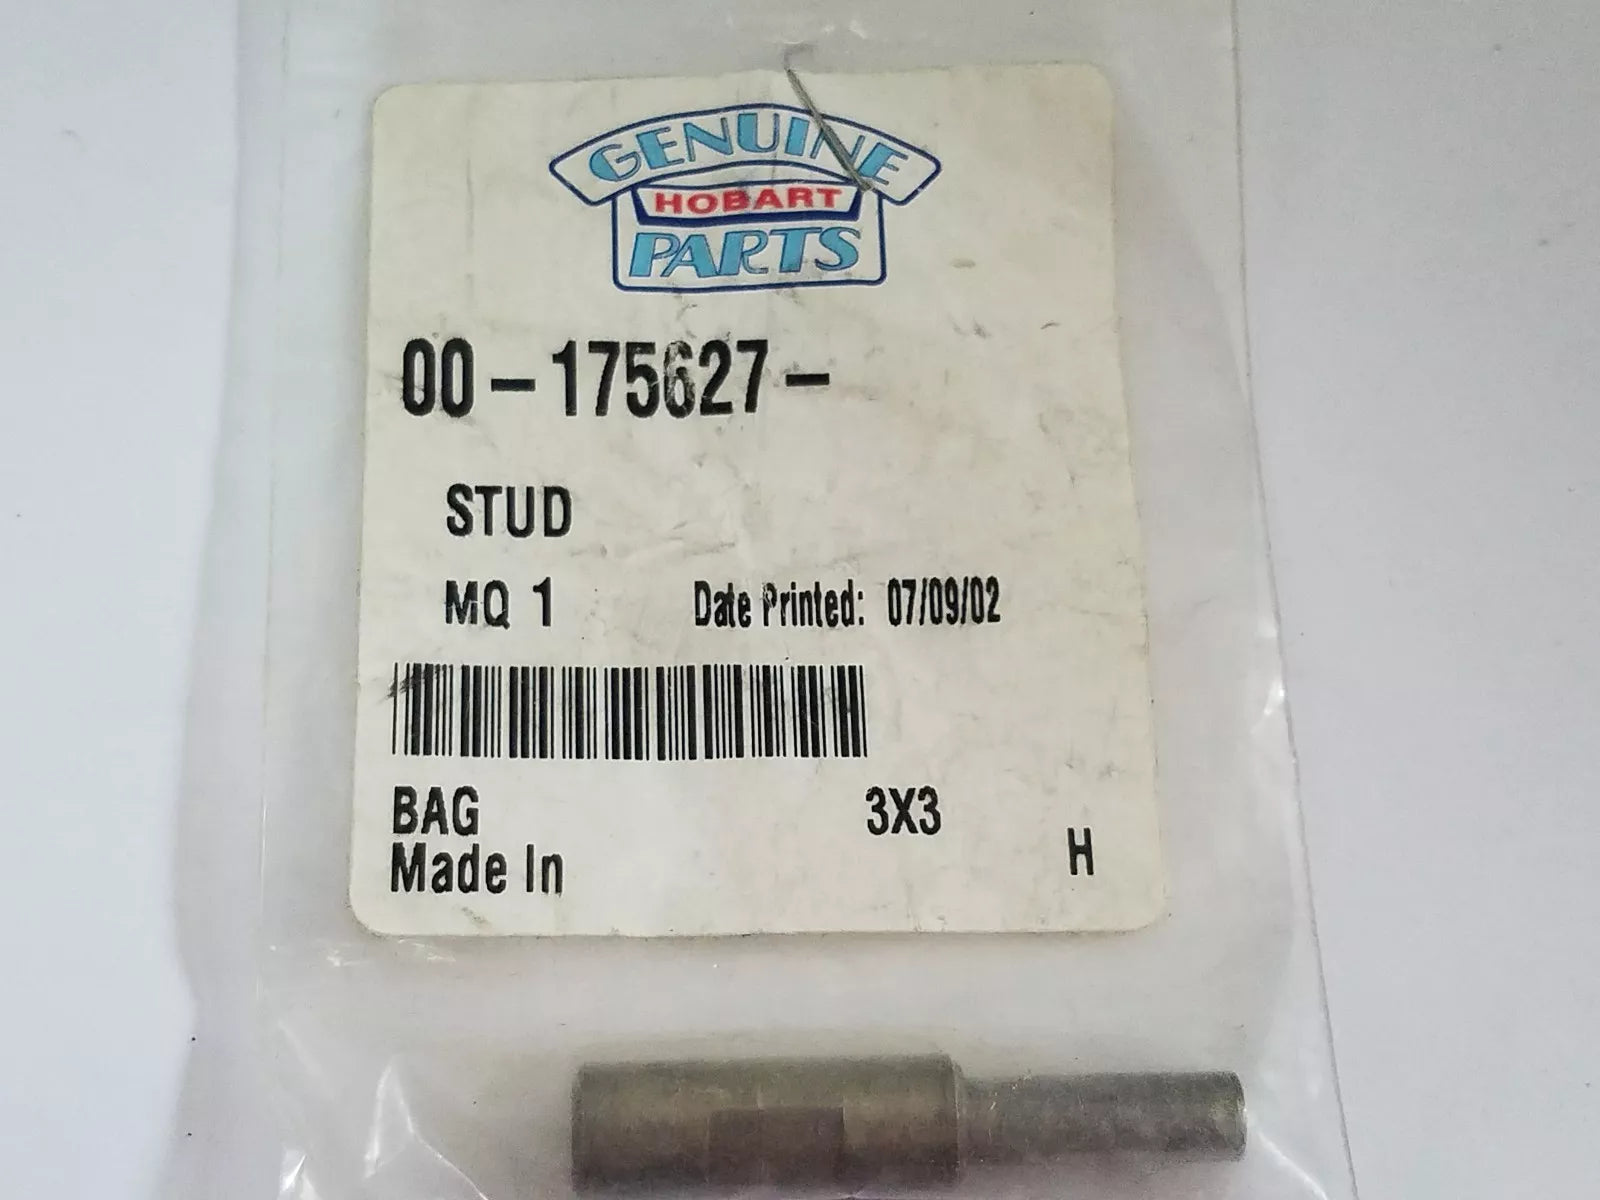 GENUINE
HOBART
PARTS
00-175627-
STUD
MQ 1 Date Printed: 07/09/02
BAG 3X3
Made In H